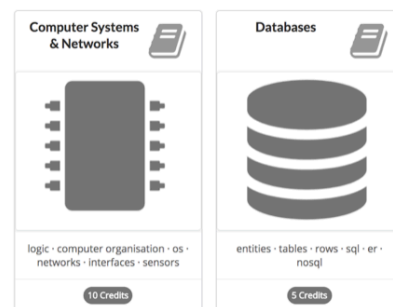 Computer Systems
& Networks
logic · computer organisation · os ·
networks · interfaces · sensors
10 Credits
Databases
entities · tables · rows · sql · er ·
nosql
5 Credits